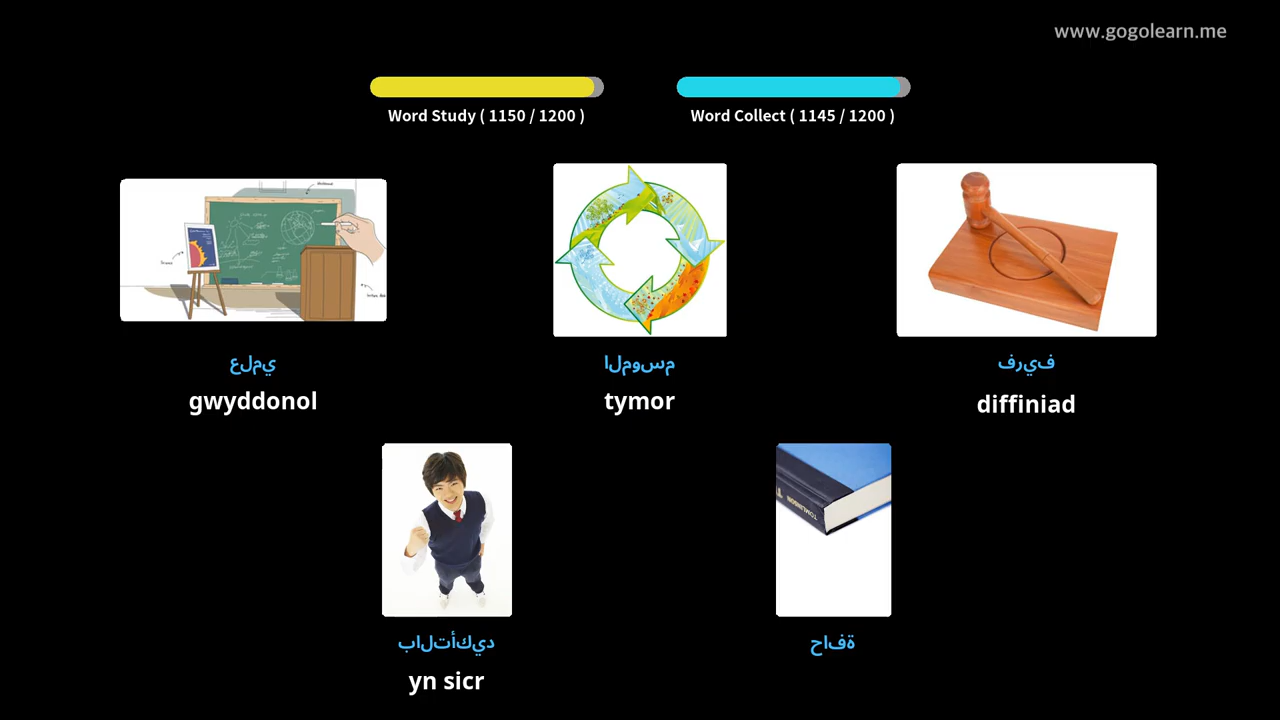 www.gogolearn.me
Word Study ( 1150 / 1200 )
Word Collect ( 1145 / 1200 )
علمي
الموسم
فريف
gwyddonol
tymor
diffiniad
TOMLINSON
بالتأكيد
حافة
yn sicr